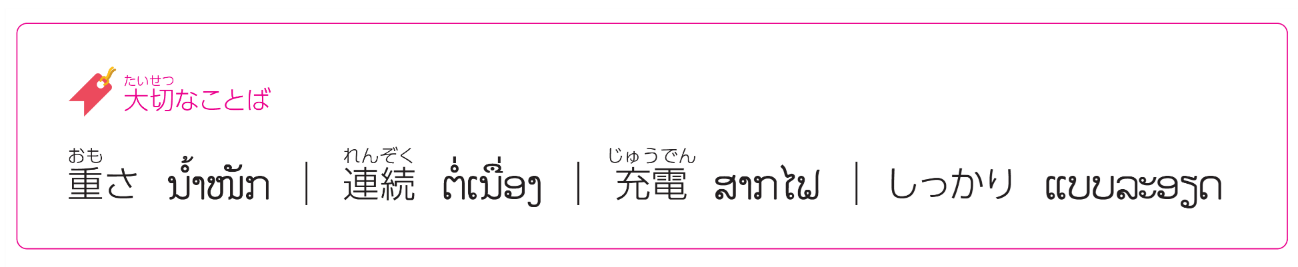 たいせつ
大切なことば
おも れんぞく じゅうでん
重さ ນ້ຳໜັກ | 連続 ຕໍ່ເນື່ອງ | 充電 ສາກໄຟ | しっかり ແບບລະອຽດ